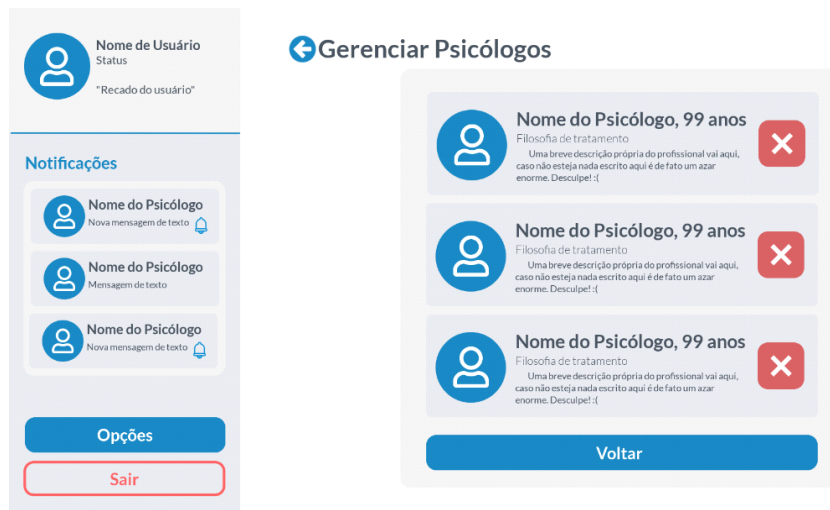 Nome de Usuário
Status
"Recado do usuário"
Notificações
Nome do Psicólogo
Nova mensagem de texto
Nome do Psicólogo
Mensagem de texto
Nome do Psicólogo
Nova mensagem de texto
Opções
Sair
Gerenciar Psicólogos
Nome do Psicólogo, 99 anos
Filosofia de tratamento
Uma breve descrição própria do profissional vai aqui,
caso não esteja nada escrito aqui é de fato um azar
enorme. Desculpe! :(
Nome do Psicólogo, 99 anos
Filosofia de tratamento
Uma breve descrição própria do profissional vai aqui,
caso não esteja nada escrito aqui é de fato um azar
enorme. Desculpe! :(
Nome do Psicólogo, 99 anos
Filosofia de tratamento
Uma breve descrição própria do profissional vai aqui,
caso não esteja nada escrito aqui é de fato um azar
enorme. Desculpe! :(
Voltar